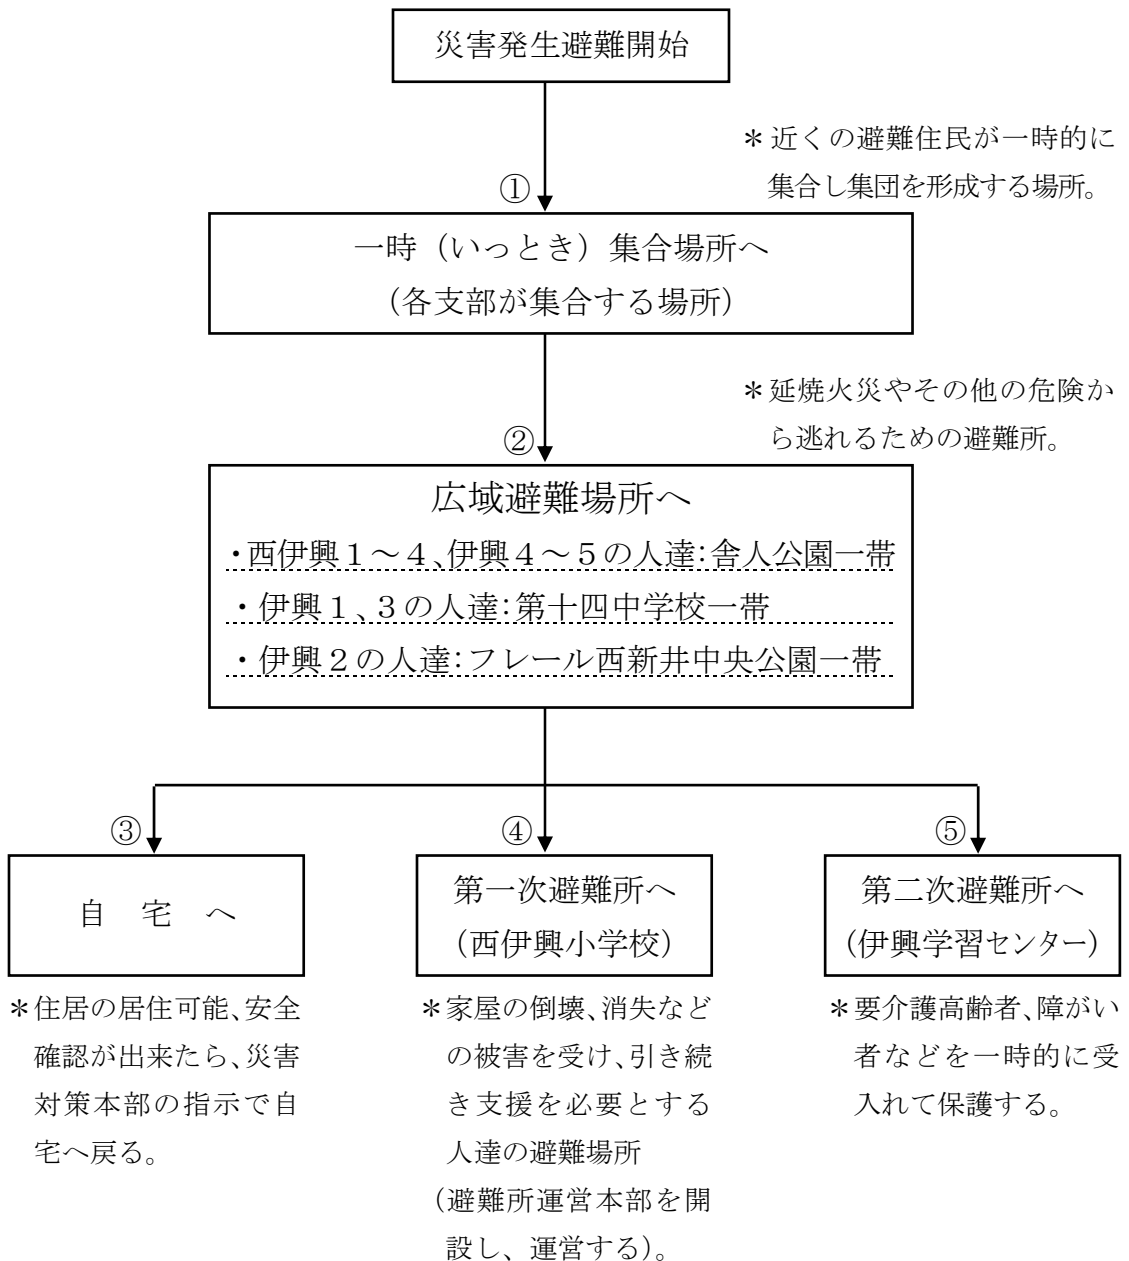 災害発生避難開始
＊近くの避難住民が一時的に
集合し集団を形成する場所。
①
一時（いっとき）集合場所へ
（各支部が集合する場所）
＊延焼火災やその他の危険か
ら逃れるための避難所。
②
広域避難場所へ
・西伊興１～４、伊興４～５の人達：舎人公園一帯
・伊興１、３の人達：第十四中学校一帯
・伊興２の人達：フレール西新井中央公園一帯
③
自　宅　へ
＊住居の居住可能、安全
確認が出来たら、災害
対策本部の指示で自
宅へ戻る。
④
第一次避難所へ
（西伊興小学校）
＊家屋の倒壊、消失など
の被害を受け、引き続
き支援を必要とする
人達の避難場所
（避難所運営本部を開
設し、運営する）。
⑤
第二次避難所へ
（伊興学習センター）
＊要介護高齢者、障がい
者などを一時的に受
入れて保護する。